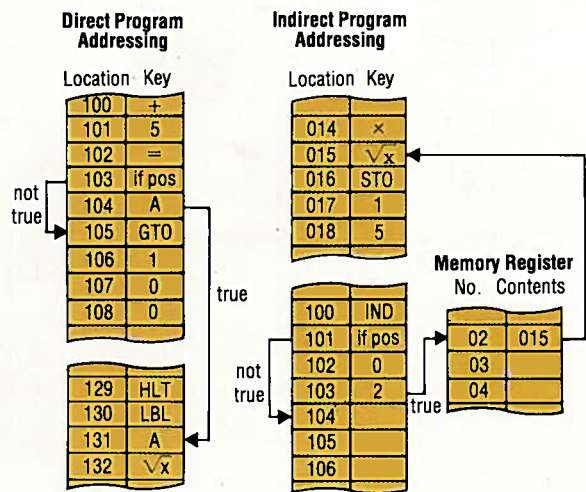 Direct Program
Addressing
Location Key
100 +
101 5
102 =
103 if pos
104 A
105 GTO
106 1
107 0
108 0
not
true
true
129 HLT
130 LBL
131 A
132 √x
Indirect Program
Addressing
Location Key
014 ×
015 √x
016 STO
017 1
018 5
100 IND
101 if pos
102 0
103 2
104
105
106
not
true
true
Memory Register
No. Contents
02 015
03
04